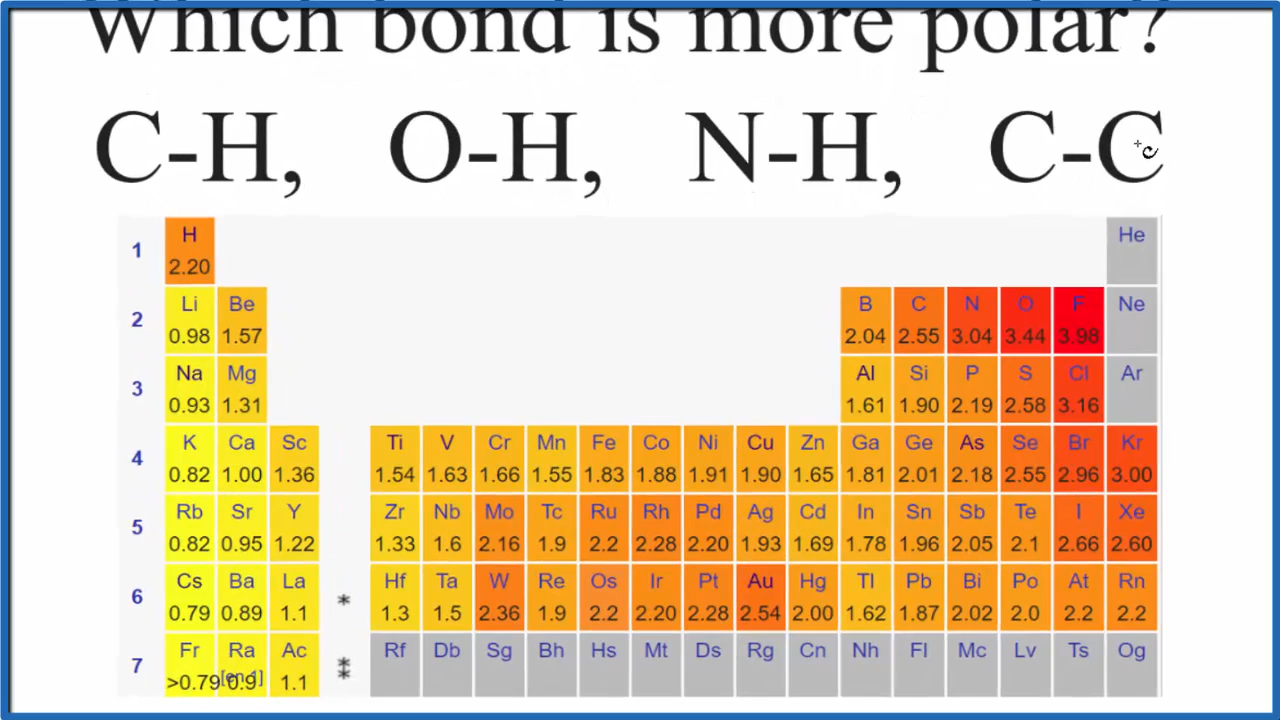 Which bond is more polar?
C-H, O-H, N-H, C-C
1 H He
2.20
2 Li Be B C N O F Ne
0.98 1.57 2.04 2.55 3.04 3.44 3.98
3 Na Mg Al Si P S Cl Ar
0.93 1.31 1.61 1.90 2.19 2.58 3.16
4 K Ca Sc Ti V Cr Mn Fe Co Ni Cu Zn Ga Ge As Se Br Kr
0.82 1.00 1.36 1.54 1.63 1.66 1.55 1.83 1.88 1.91 1.90 1.65 1.81 2.01 2.18 2.55 2.96 3.00
5 Rb Sr Y Zr Nb Mo Tc Ru Rh Pd Ag Cd In Sn Sb Te I Xe
0.82 0.95 1.22 1.33 1.6 2.16 1.9 2.2 2.28 2.20 1.93 1.69 1.78 1.96 2.05 2.1 2.66 2.60
6 Cs Ba La * Hf Ta W Re Os Ir Pt Au Hg Tl Pb Bi Po At Rn
0.79 0.89 1.1 1.3 1.5 2.36 1.9 2.2 2.20 2.28 2.54 2.00 1.62 1.87 2.02 2.0 2.2 2.2
7 Fr Ra Ac ** Rf Db Sg Bh Hs Mt Ds Rg Cn Nh Fl Mc Lv Ts Og
>0.79 0.9 1.1